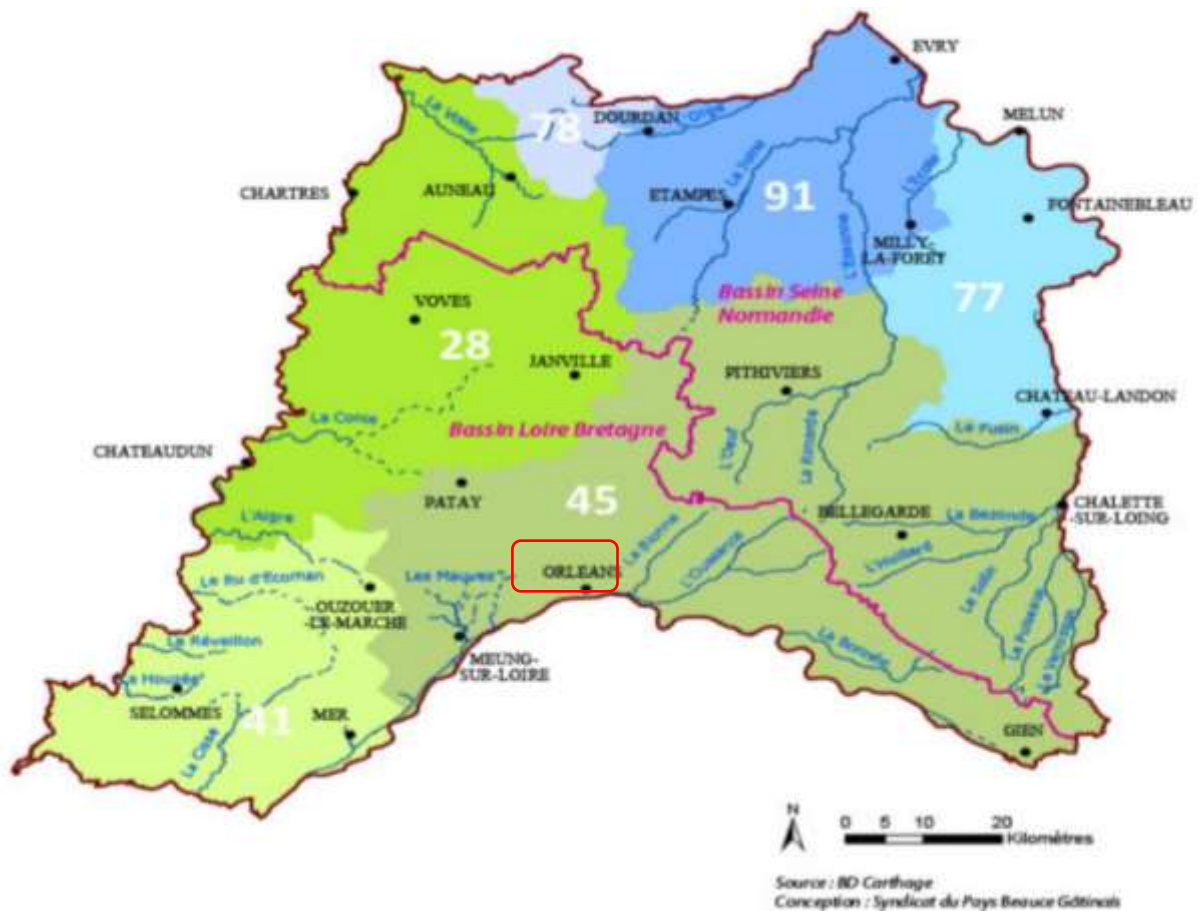 EVRY
MELUN
78
DOURDAN
L'Orge
La Voise
CHARTRES
AUNEAU
ETAMPES
La Juine
91
L'Ecole
L'Essonne
FONTAINEBLEAU
MILLY-
LA-FORET
77
Bassin Seine
Normandie
VOVES
28
JANVILLE
PITHIVIERS
CHATEAU-LANDON
La Conie
Bassin Loire Bretagne
Le Fusin
CHATEAUDUN
L'Oeuf
La Rimarde
PATAY
45
BELLEGARDE
CHALETTE
-SUR-LOING
La Bezonde
L'Aigre
La Bionne
L'Oussance
L'Huillard
Le Ru d'Ecoman
Les Mauves
ORLEANS
Le Solin
OUZOUER
-LE-MARCHE
Le Puiseaux
Le Vernisson
Le Réveillon
La Bonnée
MEUNG-
SUR-LOIRE
La Houzée
SELOMMES
41
MER
La Cisse
GIEN
N
0 5 10 20
Kilomètres
Source : BD Carthage
Conception : Syndicat du Pays Beauce Gâtinais